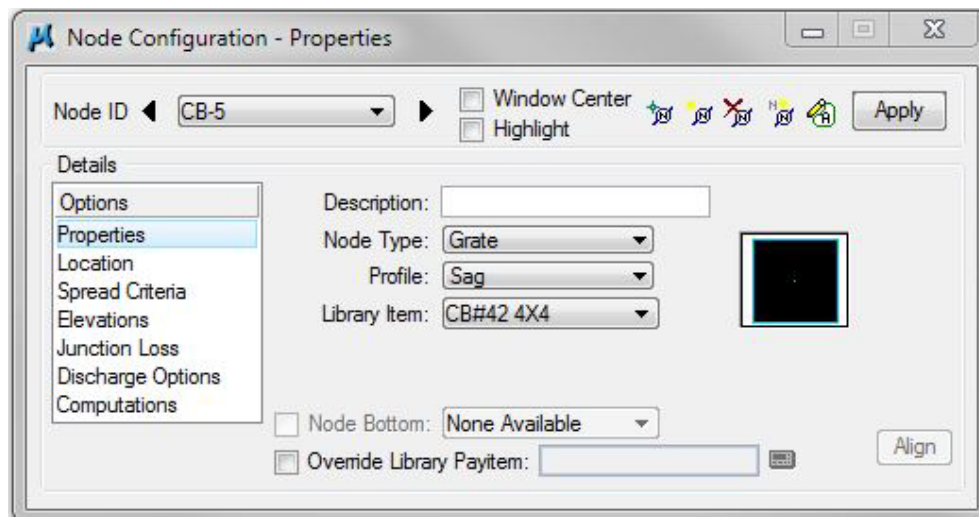 Node Configuration - Properties
Node ID CB-5 Window Center Highlight Apply
Details
Options
Properties
Location
Spread Criteria
Elevations
Junction Loss
Discharge Options
Computations
Description:
Node Type: Grate
Profile: Sag
Library Item: CB#42 4X4
Node Bottom: None Available
Override Library Payitem:
Align